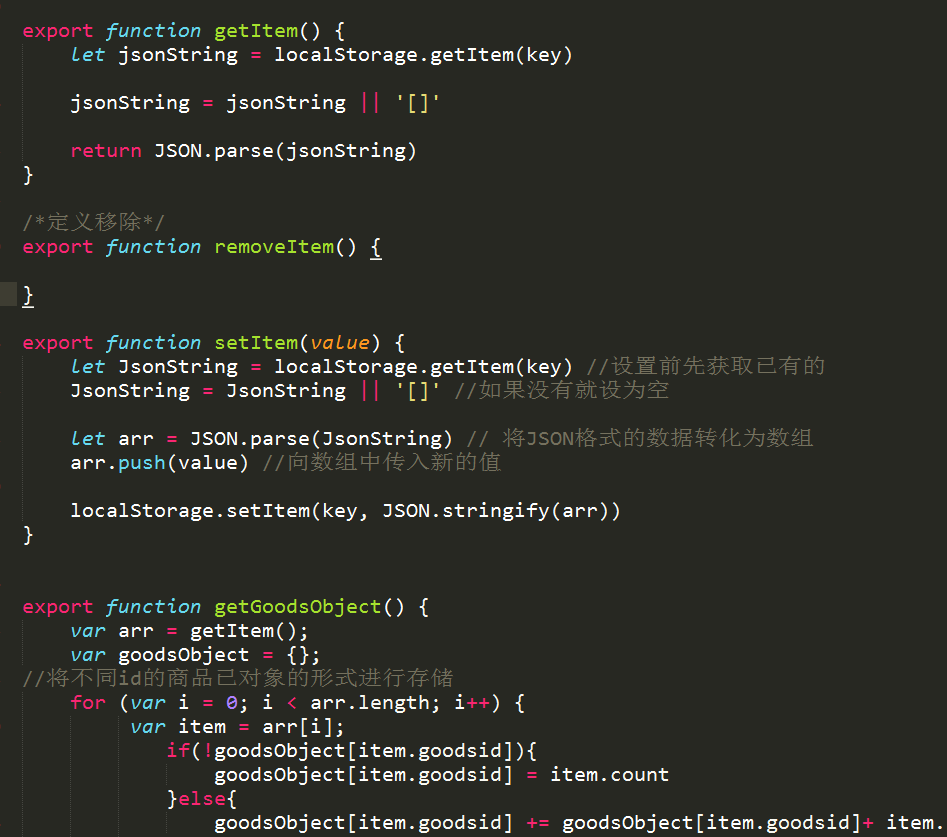 export function getItem() {
    let jsonString = localStorage.getItem(key)
    jsonString = jsonString || '[]'
    return JSON.parse(jsonString)
}
/*定义移除*/
export function removeItem() {
}
export function setItem(value) {
    let JsonString = localStorage.getItem(key) //设置前先获取已有的
    JsonString = JsonString || '[]' //如果没有就设为空
    let arr = JSON.parse(JsonString) // 将JSON格式的数据转化为数组
    arr.push(value) //向数组中传入新的值
    localStorage.setItem(key, JSON.stringify(arr))
}
export function getGoodsObject() {
    var arr = getItem();
    var goodsObject = {};
//将不同id的商品已对象的形式进行存储
    for (var i = 0; i < arr.length; i++) {
         var item = arr[i];
            if(!goodsObject[item.goodsid]){
                goodsObject[item.goodsid] = item.count
            }else{
                goodsObject[item.goodsid] += goodsObject[item.goodsid]+ item.